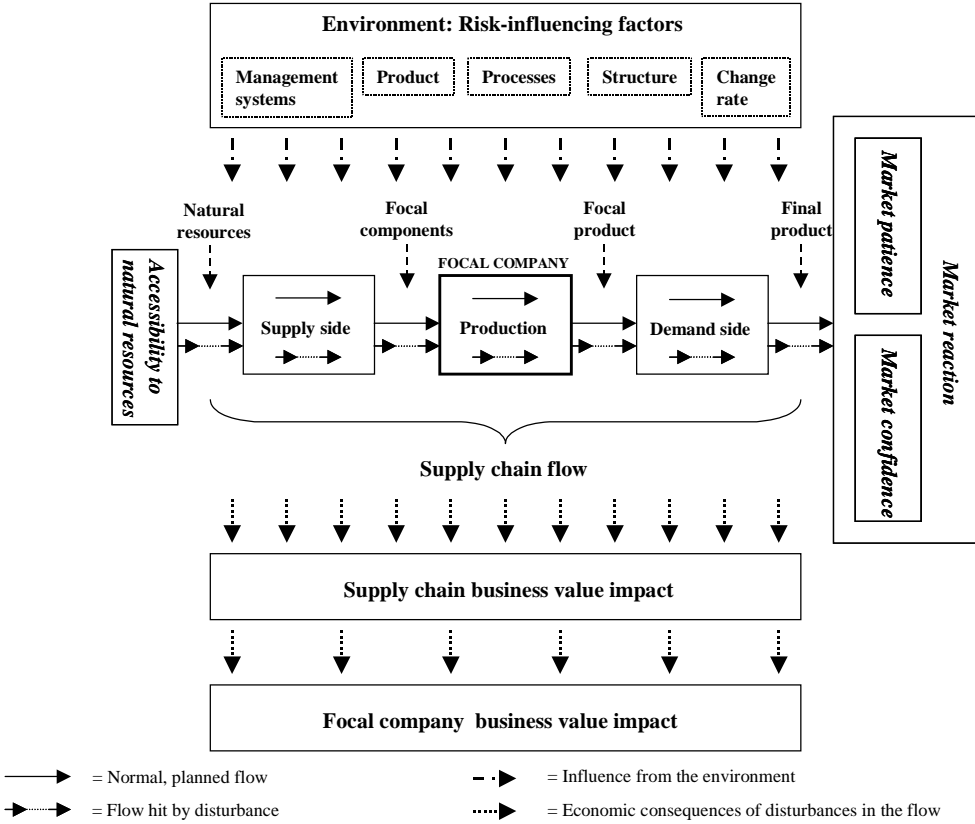 Environment: Risk-influencing factors
Management
systems
Product
Processes
Structure
Change
rate
Natural
resources
Focal
components
Focal
product
Final
product
FOCAL COMPANY
Accessibility to
natural resources
Supply side
Production
Demand side
Market patience
Market confidence
Market reaction
Supply chain flow
Supply chain business value impact
Focal company business value impact
= Normal, planned flow
= Influence from the environment
= Flow hit by disturbance
= Economic consequences of disturbances in the flow